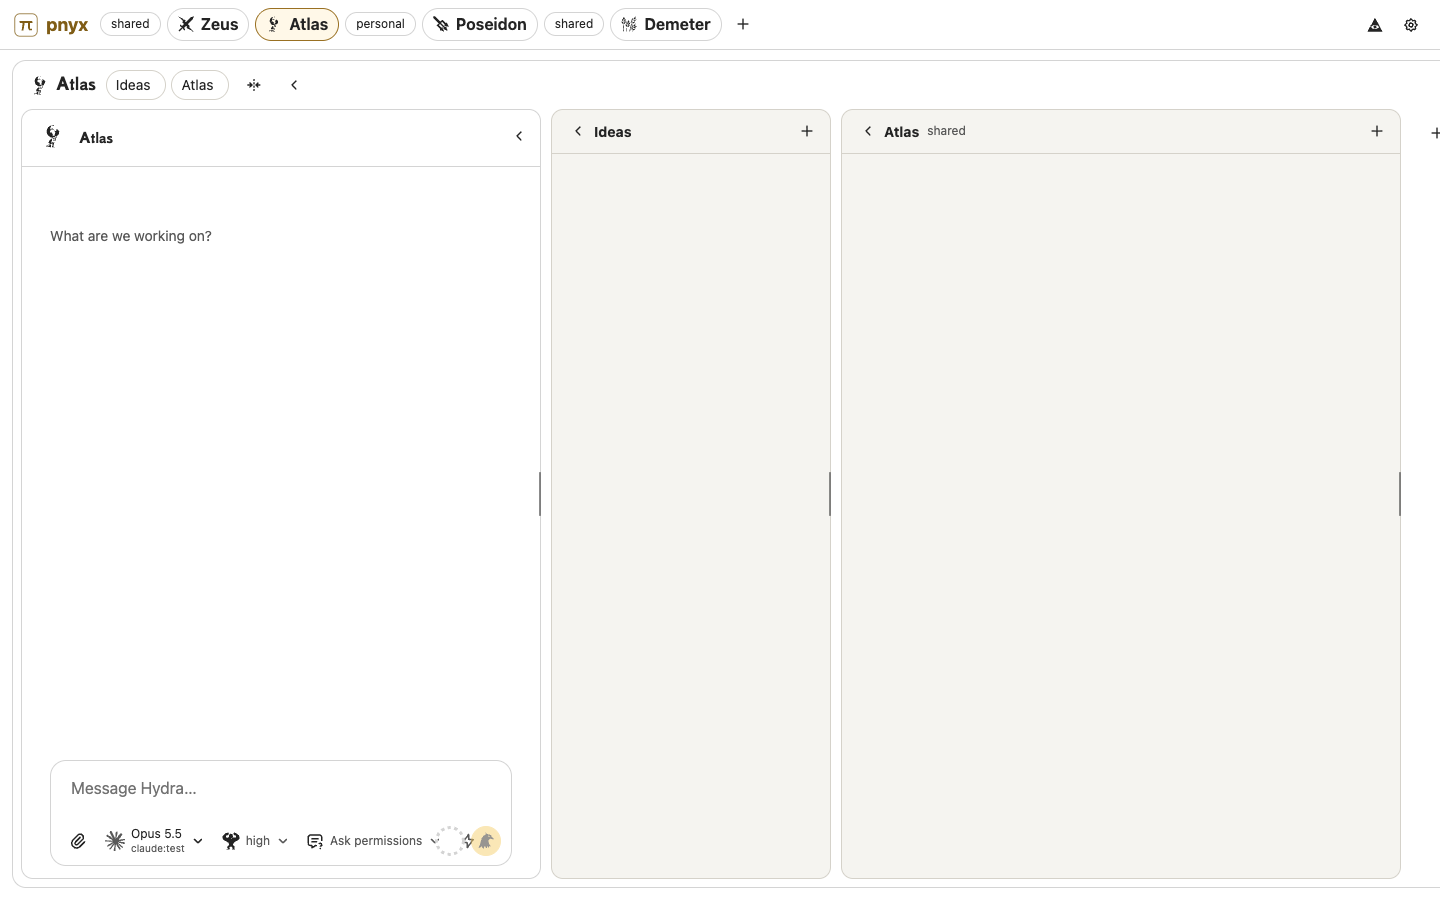 π pnyx shared Zeus Atlas personal Poseidon shared Demeter
Atlas Ideas Atlas
Atlas
Ideas
Atlas shared
What are we working on?
Message Hydra...
Opus 5.5
claude:test
high
Ask permissions